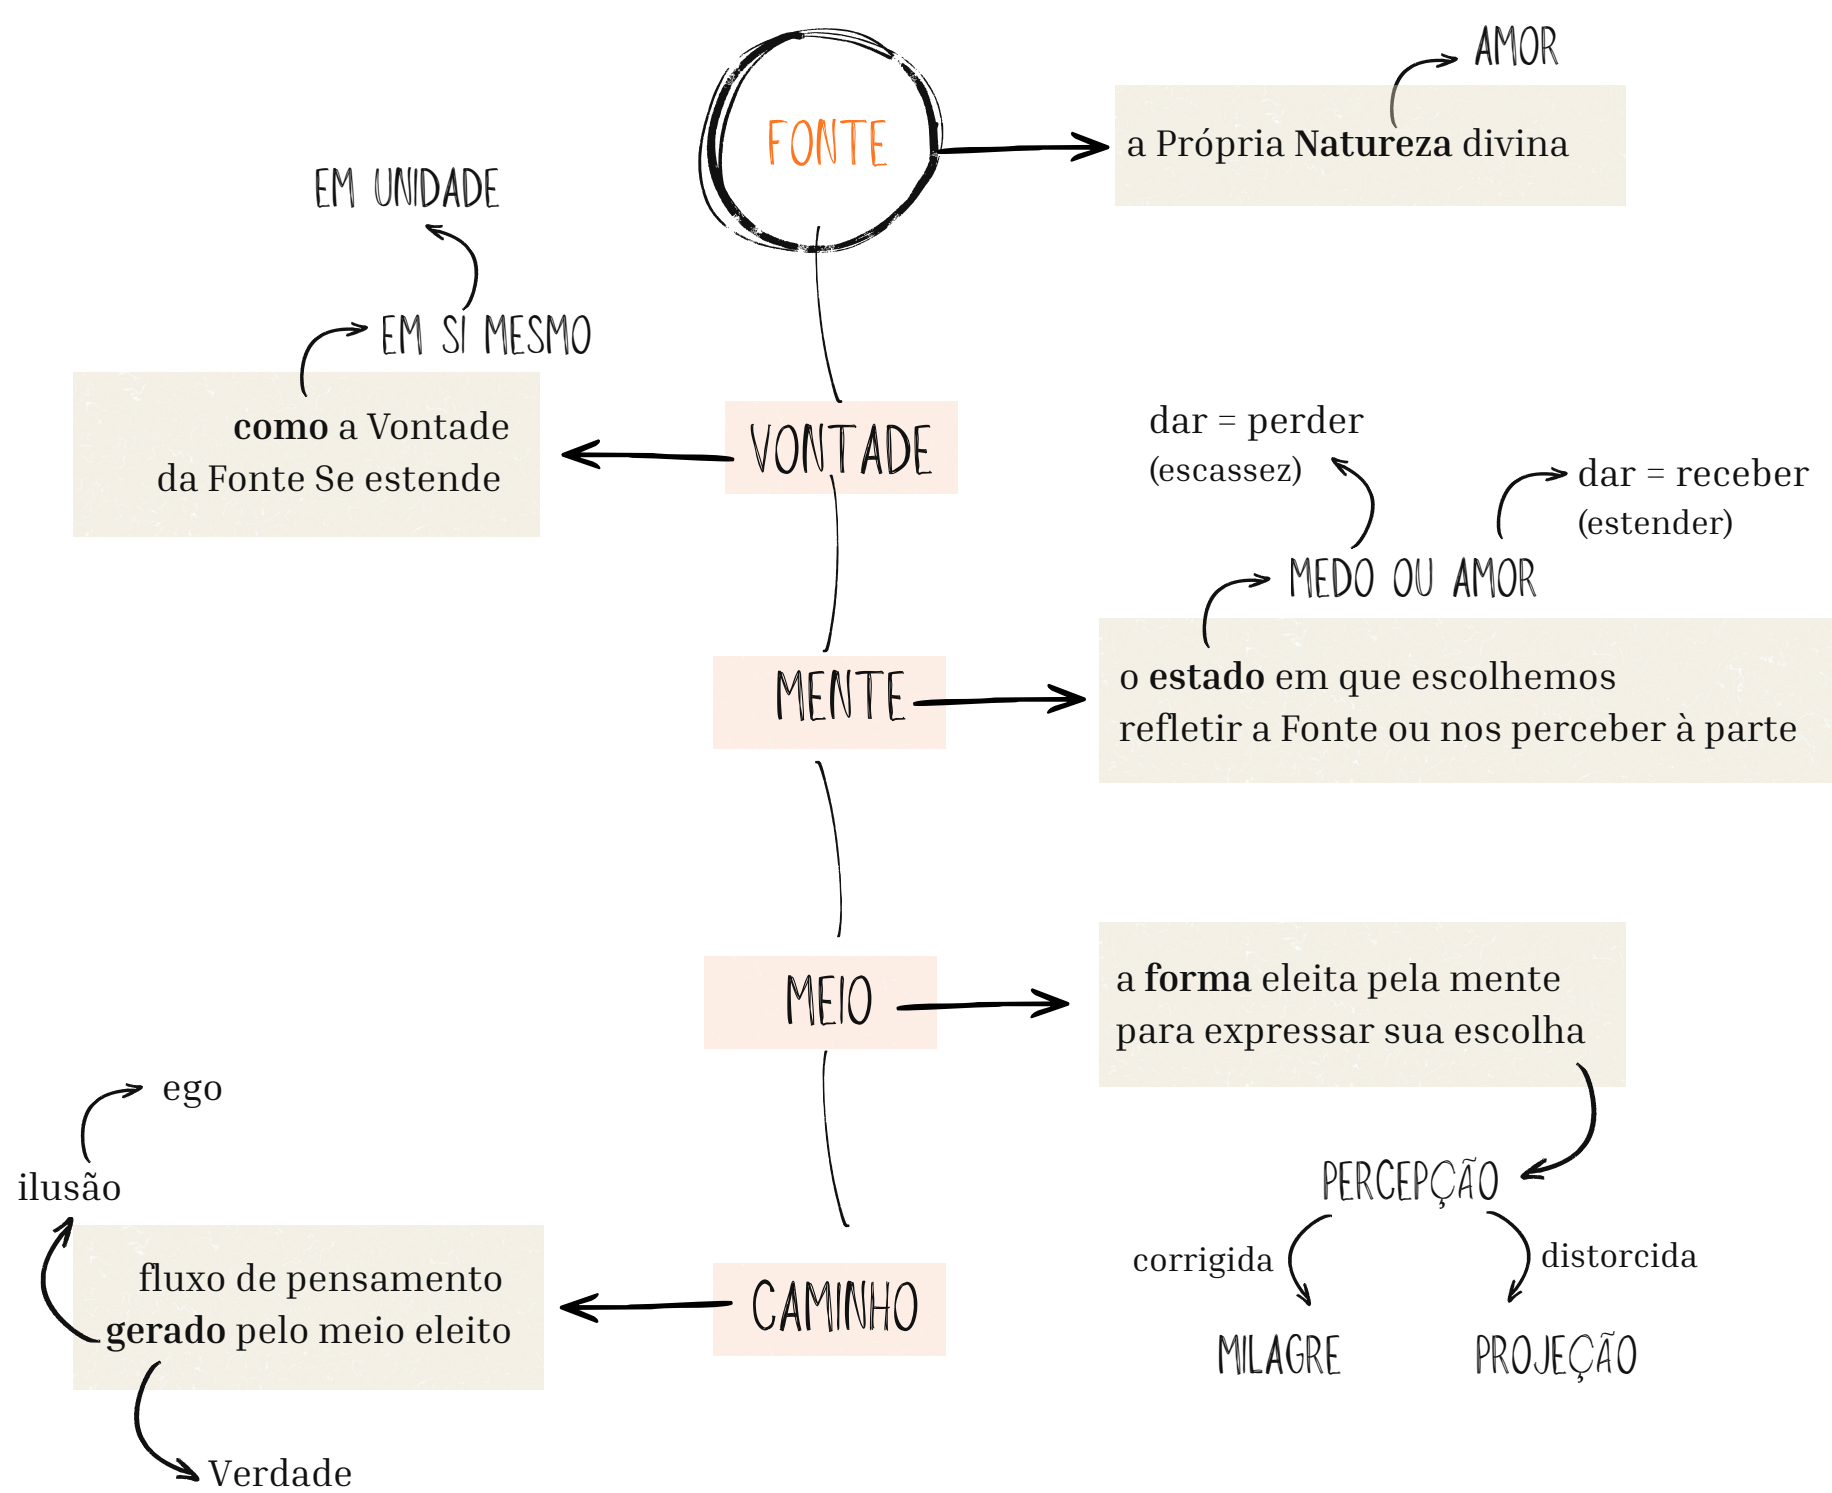 FONTE
AMOR
a Própria Natureza divina
EM UNIDADE
EM SI MESMO
como a Vontade
da Fonte Se estende
VONTADE
dar = perder
(escassez)
dar = receber
(estender)
MEDO OU AMOR
MENTE
o estado em que escolhemos
refletir a Fonte ou nos perceber à parte
MEIO
a forma eleita pela mente
para expressar sua escolha
PERCEPÇÃO
corrigida
distorcida
MILAGRE
PROJEÇÃO
ego
ilusão
fluxo de pensamento
gerado pelo meio eleito
CAMINHO
Verdade